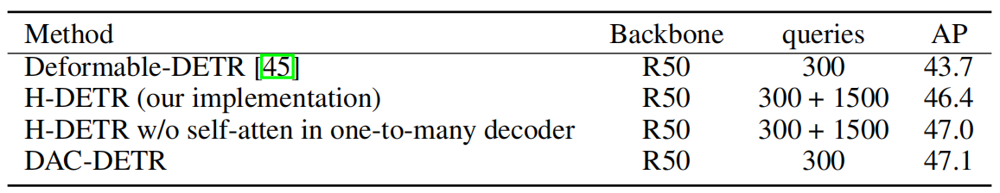 Method Backbone queries AP
Deformable-DETR [45] R50 300 43.7
H-DETR (our implementation) R50 300 + 1500 46.4
H-DETR w/o self-atten in one-to-many decoder R50 300 + 1500 47.0
DAC-DETR R50 300 47.1